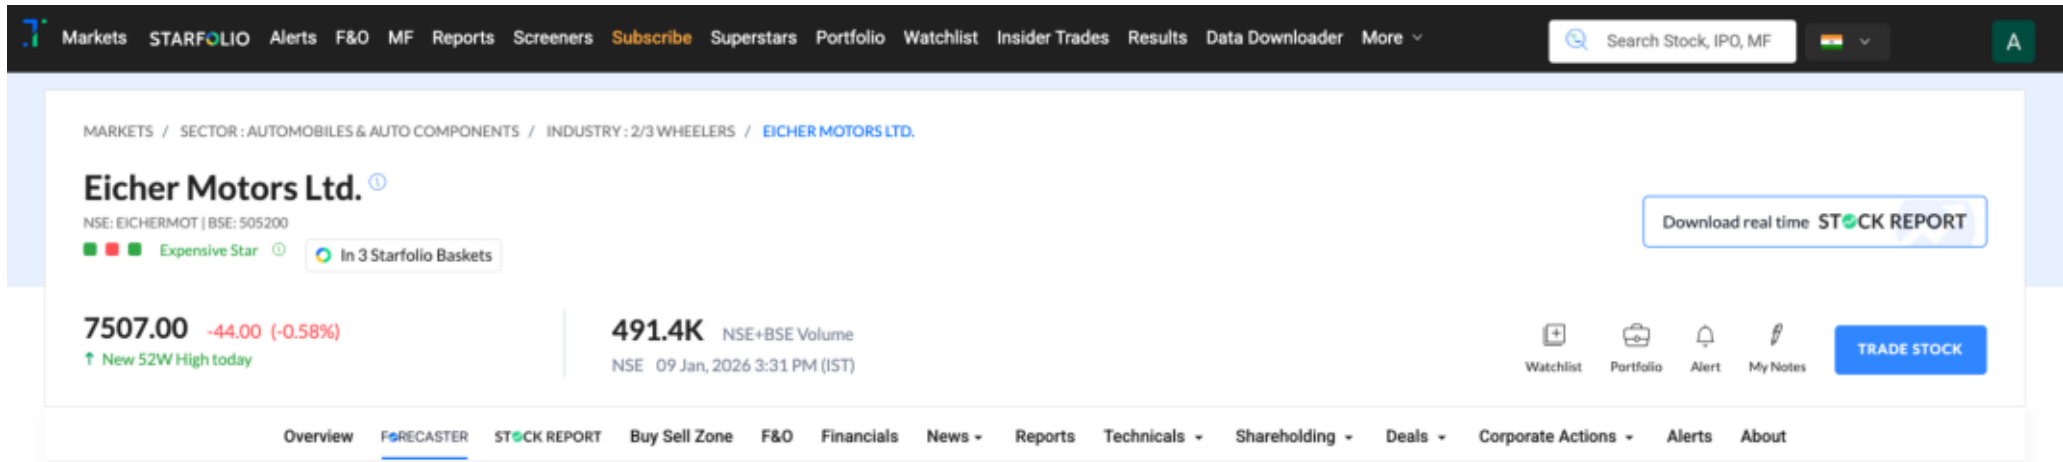 Markets STARFOLIO Alerts F&O MF Reports Screeners Subscribe Superstars Portfolio Watchlist Insider Trades Results Data Downloader More Search Stock, IPO, MF A
MARKETS / SECTOR : AUTOMOBILES & AUTO COMPONENTS / INDUSTRY : 2/3 WHEELERS / EICHER MOTORS LTD.
Eicher Motors Ltd.
NSE: EICHERMOT | BSE: 505200
Expensive Star In 3 Starfolio Baskets
Download real time STOCK REPORT
7507.00 -44.00 (-0.58%)
New 52W High today
491.4K NSE+BSE Volume
NSE 09 Jan, 2026 3:31 PM (IST)
Watchlist Portfolio Alert My Notes TRADE STOCK
Overview FORECASTER STOCK REPORT Buy Sell Zone F&O Financials News Reports Technicals Shareholding Deals Corporate Actions Alerts About